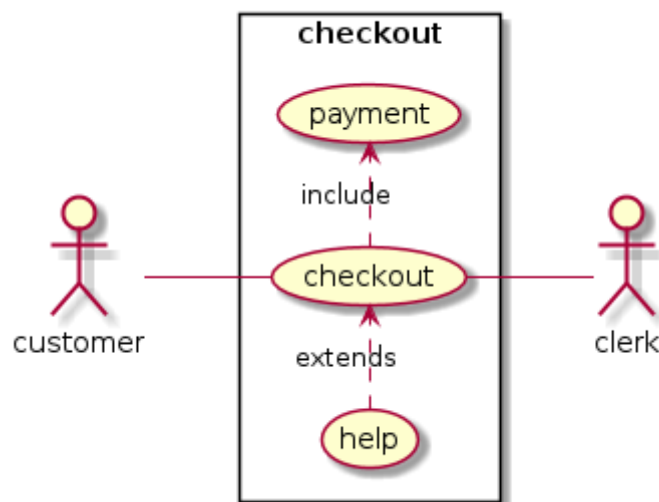 checkout
payment
include
checkout
customer
clerk
extends
help